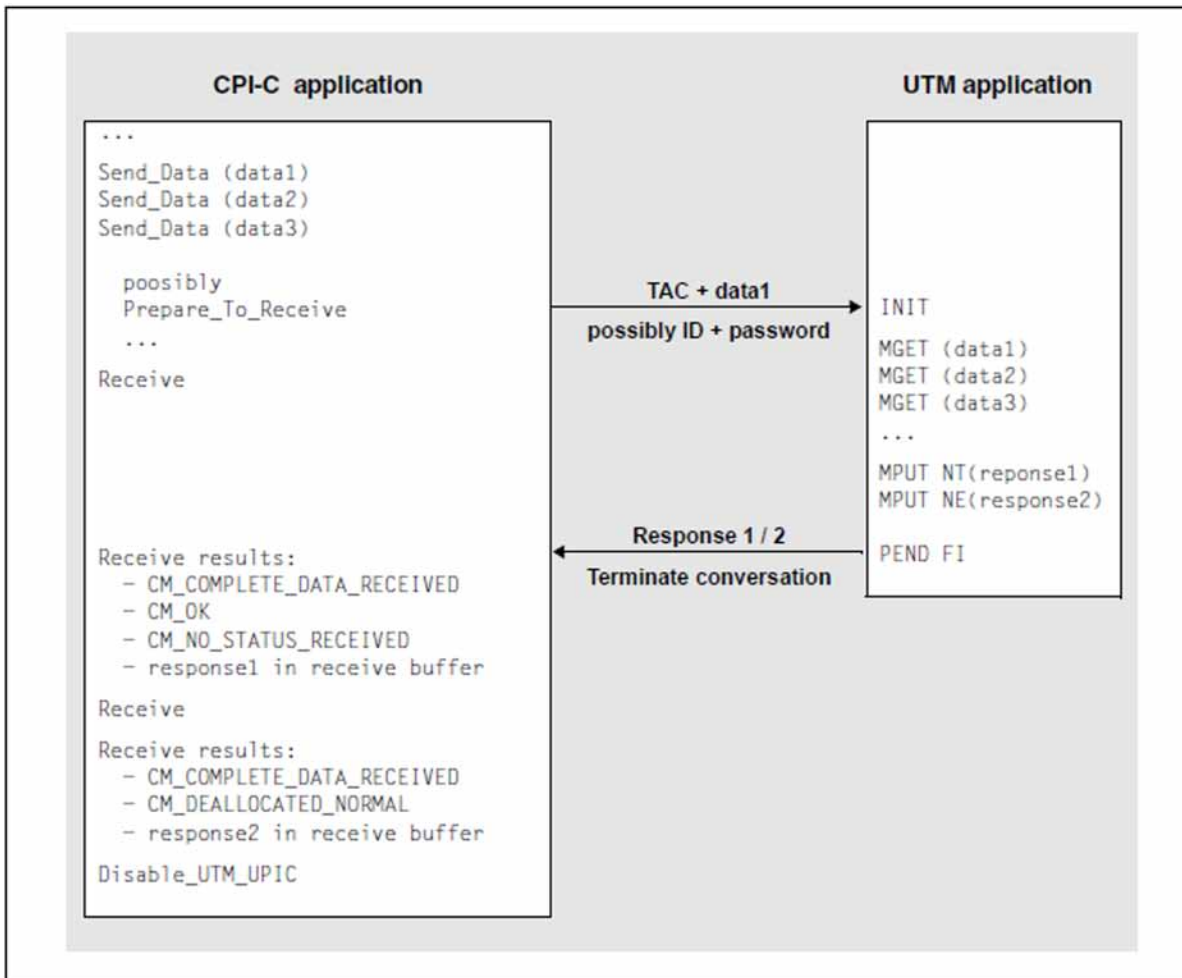 CPI-C application
...
Send_Data (data1)
Send_Data (data2)
Send_Data (data3)
poosibly
Prepare_To_Receive
...
Receive
Receive results:
- CM_COMPLETE_DATA_RECEIVED
- CM_OK
- CM_NO_STATUS_RECEIVED
- response1 in receive buffer
Receive
Receive results:
- CM_COMPLETE_DATA_RECEIVED
- CM_DEALLOCATED_NORMAL
- response2 in receive buffer
Disable_UTM_UPIC
TAC + data1
possibly ID + password
Response 1 / 2
Terminate conversation
UTM application
INIT
MGET (data1)
MGET (data2)
MGET (data3)
...
MPUT NT(reponse1)
MPUT NE(response2)
PEND FI